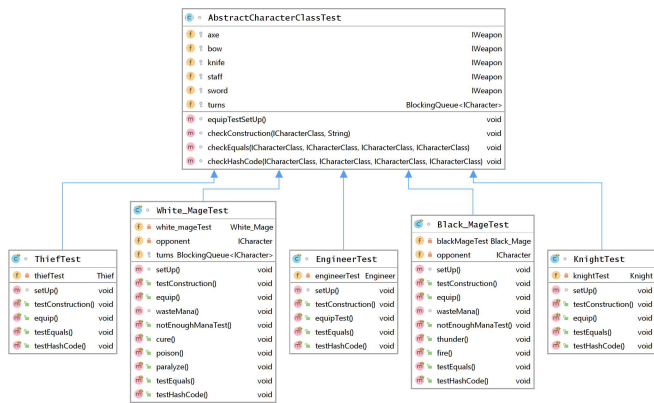 AbstractCharacterClassTest
axe IWeapon
bow IWeapon
knife IWeapon
staff IWeapon
sword IWeapon
turns BlockingQueue<ICharacter>
equipTestSetUp() void
checkConstruction(ICharacterClass, String) void
checkEquals(ICharacterClass, ICharacterClass, ICharacterClass, ICharacterClass) void
checkHashCode(ICharacterClass, ICharacterClass, ICharacterClass, ICharacterClass) void
ThiefTest
thiefTest Thief
setUp() void
testConstruction() void
equip() void
testEquals() void
testHashCode() void
White_MageTest
white_mageTest White_Mage
opponent ICharacter
turns BlockingQueue<ICharacter>
setUp() void
testConstruction() void
equip() void
wasteMana() void
notEnoughManaTest() void
cure() void
poison() void
paralyze() void
testEquals() void
testHashCode() void
EngineerTest
engineerTest Engineer
setUp() void
testConstruction() void
equipTest() void
testEquals() void
testHashCode() void
Black_MageTest
blackMageTest Black_Mage
opponent ICharacter
setUp() void
testConstruction() void
equip() void
wasteMana() void
notEnoughManaTest() void
thunder() void
fire() void
testEquals() void
testHashCode() void
KnightTest
knightTest Knight
setUp() void
testConstruction() void
equip() void
testEquals() void
testHashCode() void